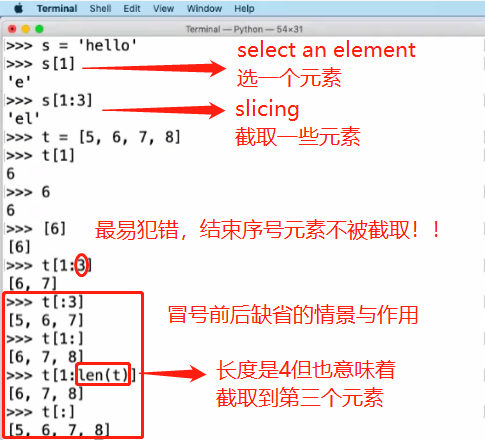 Terminal Shell Edit View Window Help
Terminal — Python — 54×31
>>> s = 'hello'
>>> s[1]
'e'
>>> s[1:3]
'el'
>>> t = [5, 6, 7, 8]
>>> t[1]
6
>>> 6
6
>>> [6]
[6]
>>> t[1:3]
[6, 7]
>>> t[:3]
[5, 6, 7]
>>> t[1:]
[6, 7, 8]
>>> t[1:len(t)]
[6, 7, 8]
>>> t[:]
[5, 6, 7, 8]
select an element
选一个元素
slicing
截取一些元素
最易犯错，结束序号元素不被截取！！
冒号前后缺省的情景与作用
长度是4但也意味着
截取到第三个元素